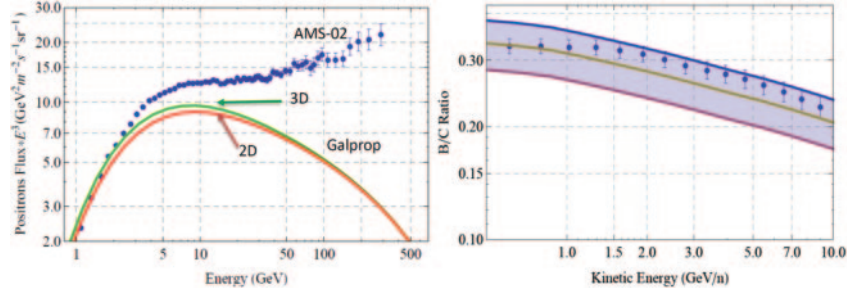 30.0
20.0
15.0
10.0
7.0
5.0
3.0
2.0
Positrons Flux*E³(GeV²m⁻²s⁻¹sr⁻¹)
AMS-02
3D
2D
Galprop
1 5 10 50 100 500
Energy (GeV)
0.30
0.20
0.15
0.10
B/C Ratio
1.0 1.5 2.0 3.0 5.0 7.0 10.0
Kinetic Energy (GeV/n)